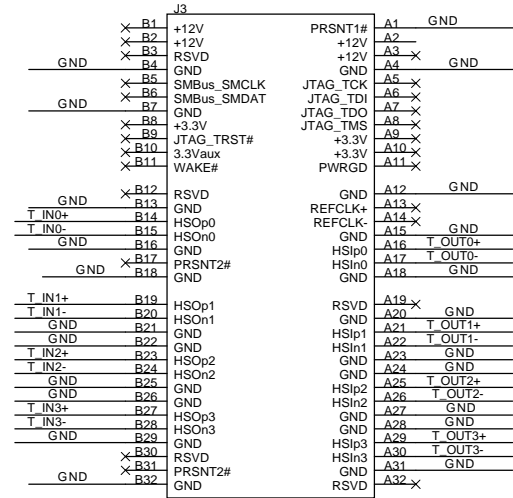 J3
B1 +12V PRSNT1# A1 GND
B2 +12V +12V A2
B3 RSVD +12V A3
GND B4 GND GND A4 GND
B5 SMBus_SMCLK JTAG_TCK A5
B6 SMBus_SMDAT JTAG_TDI A6
GND B7 GND JTAG_TDO A7
B8 +3.3V JTAG_TMS A8
B9 JTAG_TRST# +3.3V A9
B10 3.3Vaux +3.3V A10
B11 WAKE# PWRGD A11
B12 RSVD GND A12 GND
GND B13 GND REFCLK+ A13
T_IN0+ B14 HSOp0 REFCLK- A14
T_IN0- B15 HSOn0 GND A15 GND
GND B16 GND HSIp0 A16 T_OUT0+
B17 PRSNT2# HSIn0 A17 T_OUT0-
GND B18 GND GND A18 GND
T_IN1+ B19 HSOp1 RSVD A19
T_IN1- B20 HSOn1 GND A20 GND
GND B21 GND HSIp1 A21 T_OUT1+
GND B22 GND HSIn1 A22 T_OUT1-
T_IN2+ B23 HSOp2 GND A23 GND
T_IN2- B24 HSOn2 GND A24 GND
GND B25 GND HSIp2 A25 T_OUT2+
GND B26 GND HSIn2 A26 T_OUT2-
T_IN3+ B27 HSOp3 GND A27 GND
T_IN3- B28 HSOn3 GND A28 GND
GND B29 GND HSIp3 A29 T_OUT3+
B30 RSVD HSIn3 A30 T_OUT3-
B31 PRSNT2# GND A31 GND
GND B32 GND RSVD A32